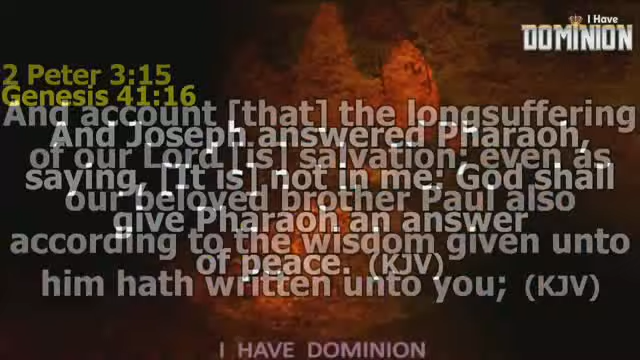 I Have
DOMINION
2 Peter 3:15
Genesis 41:16
And account [that] the longsuffering
And Joseph answered Pharaoh,
of our Lord [is] salvation; even as
saying, [It is] not in me: God shall
our beloved brother Paul also
give Pharaoh an answer
according to the wisdom given unto
of peace. (KJV)
him hath written unto you; (KJV)
I HAVE DOMINION